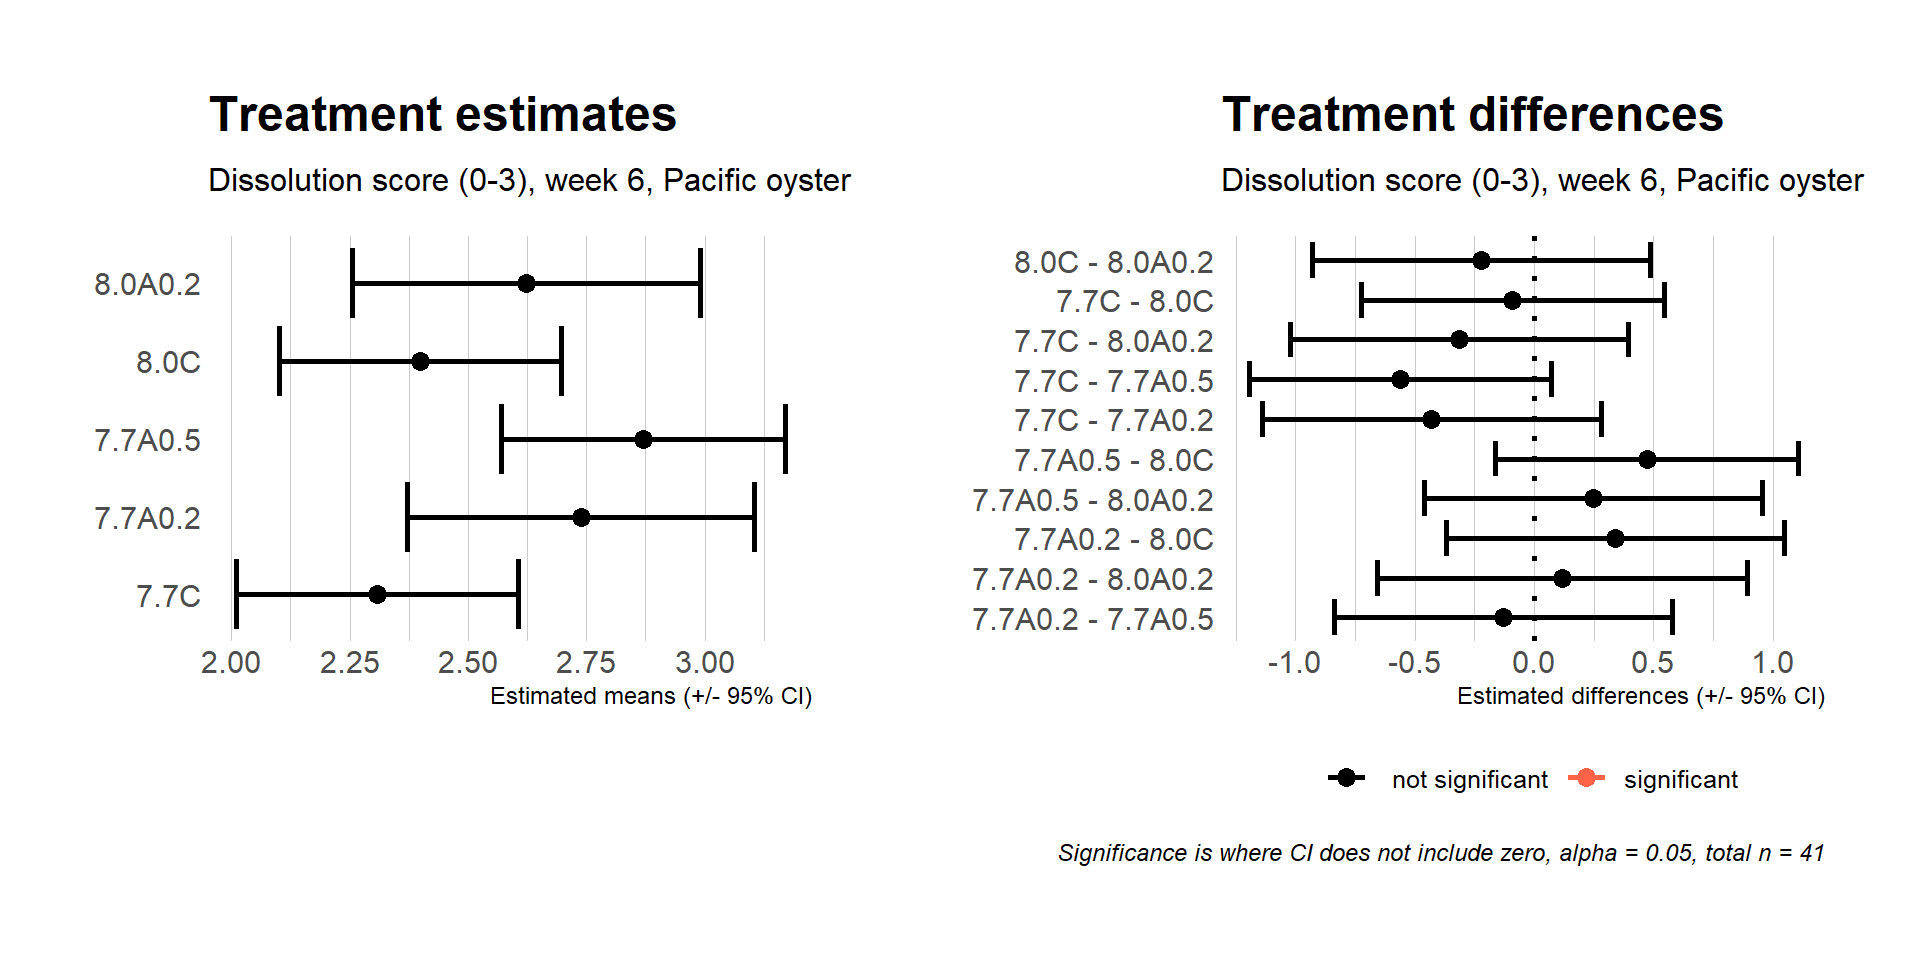 Treatment estimates
Dissolution score (0-3), week 6, Pacific oyster
8.0A0.2
8.0C
7.7A0.5
7.7A0.2
7.7C
2.00 2.25 2.50 2.75 3.00
Estimated means (+/- 95% CI)
Treatment differences
Dissolution score (0-3), week 6, Pacific oyster
8.0C - 8.0A0.2
7.7C - 8.0C
7.7C - 8.0A0.2
7.7C - 7.7A0.5
7.7C - 7.7A0.2
7.7A0.5 - 8.0C
7.7A0.5 - 8.0A0.2
7.7A0.2 - 8.0C
7.7A0.2 - 8.0A0.2
7.7A0.2 - 7.7A0.5
-1.0 -0.5 0.0 0.5 1.0
Estimated differences (+/- 95% CI)
not significant significant
Significance is where CI does not include zero, alpha = 0.05, total n = 41